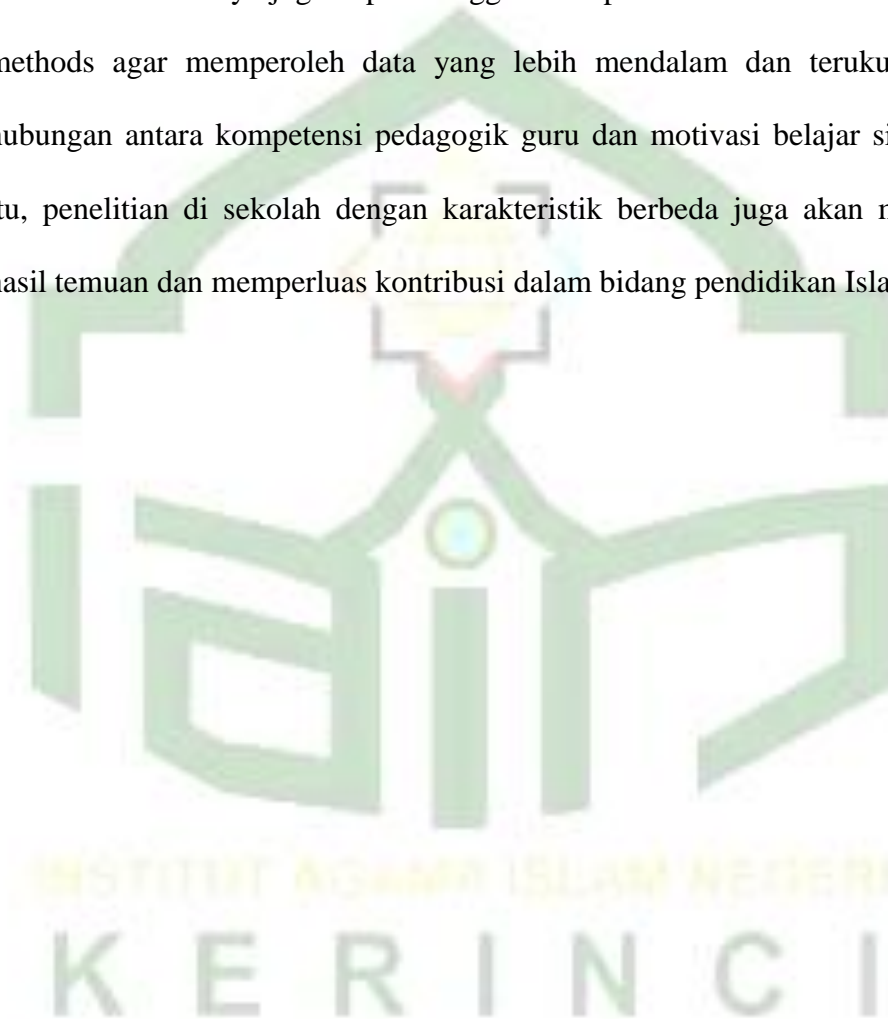 methods agar memperoleh data yang lebih mendalam dan teruku
hubungan antara kompetensi pedagogik guru dan motivasi belajar si
tu, penelitian di sekolah dengan karakteristik berbeda juga akan
hasil temuan dan memperluas kontribusi dalam bidang pendidikan Isla
ain
INSTITUT AGAMA ISLAM NEGERI
KERINCI